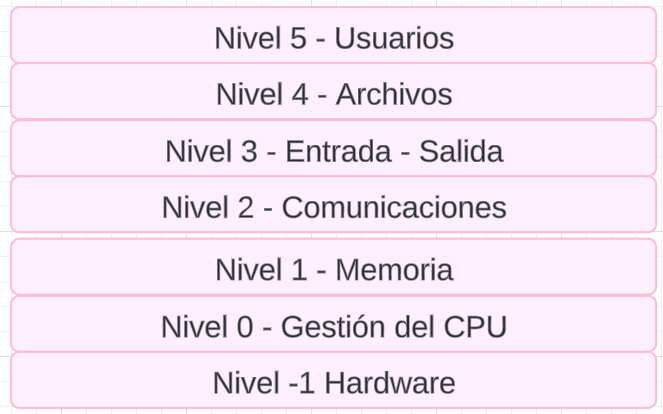 Nivel 5 - Usuarios
Nivel 4 - Archivos
Nivel 3 - Entrada - Salida
Nivel 2 - Comunicaciones
Nivel 1 - Memoria
Nivel 0 - Gestión del CPU
Nivel -1 Hardware